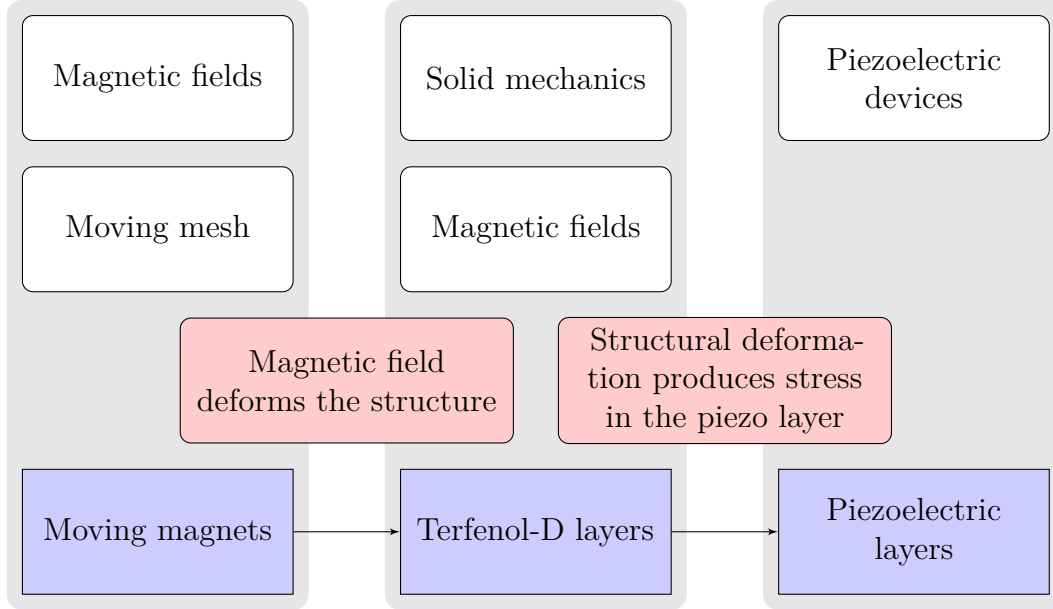 Magnetic fields
Solid mechanics
Piezoelectric
devices
Moving mesh
Magnetic fields
Magnetic field
deforms the structure
Structural deforma-
tion produces stress
in the piezo layer
Moving magnets
Terfenol-D layers
Piezoelectric
layers